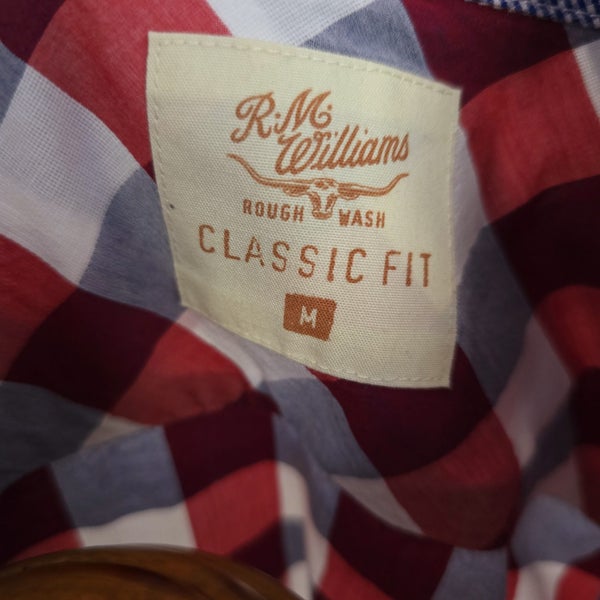 R.M.
Williams
ROUGH WASH
CLASSIC FIT
M